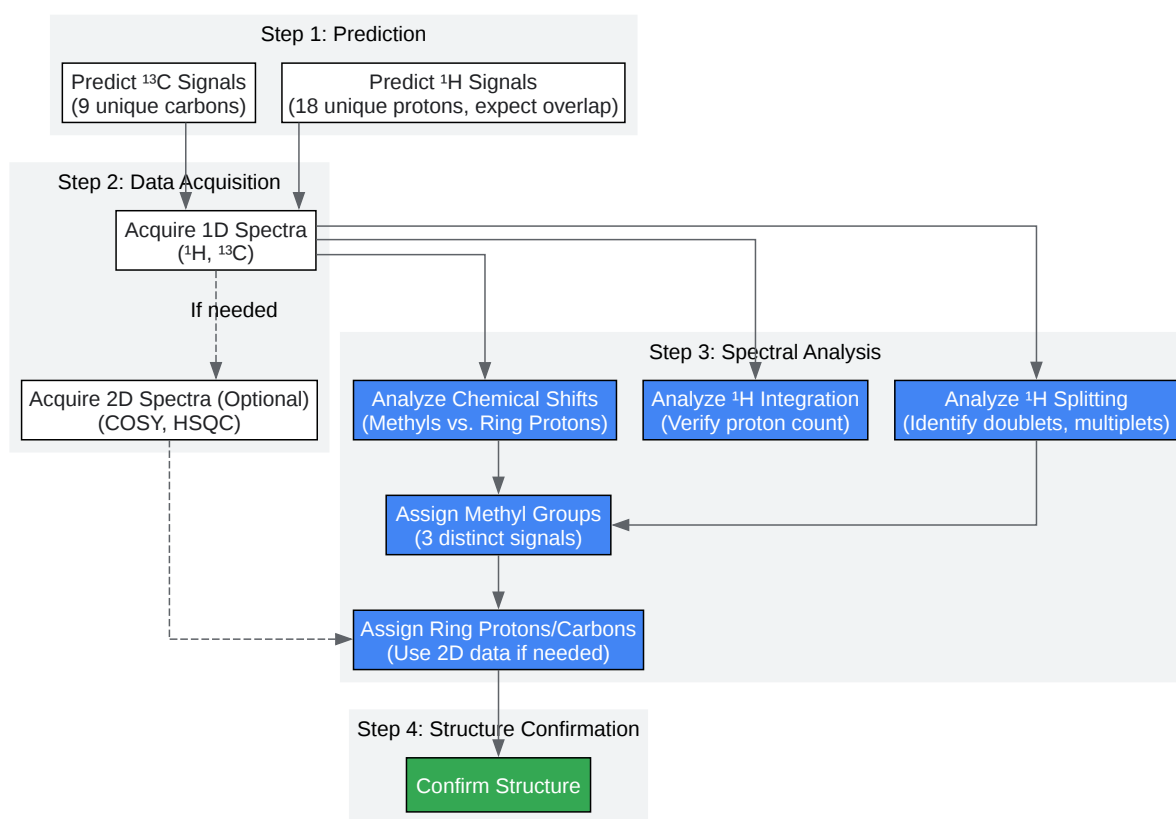 Step 1: Prediction
Predict ¹³C Signals
(9 unique carbons)
Predict ¹H Signals
(18 unique protons, expect overlap)
Step 2: Data Acquisition
Acquire 1D Spectra
(¹H, ¹³C)
If needed
Acquire 2D Spectra (Optional)
(COSY, HSQC)
Step 3: Spectral Analysis
Analyze Chemical Shifts
(Methyls vs. Ring Protons)
Analyze ¹H Integration
(Verify proton count)
Analyze ¹H Splitting
(Identify doublets, multiplets)
Assign Methyl Groups
(3 distinct signals)
Assign Ring Protons/Carbons
(Use 2D data if needed)
Step 4: Structure Confirmation
Confirm Structure